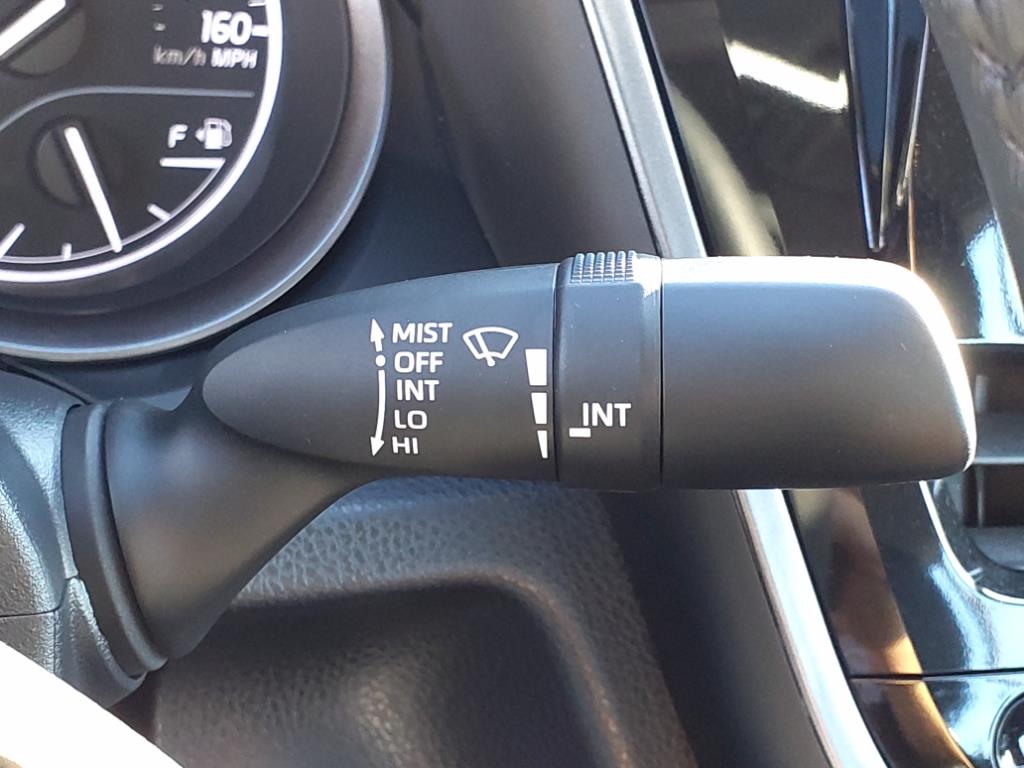 160
km/h MPH
F
MIST
OFF
INT
LO
HI
INT